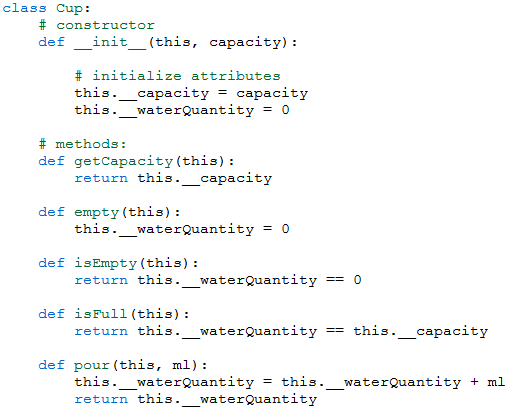 class Cup:
    # constructor
    def __init__(this, capacity):

        # initialize attributes
        this.__capacity = capacity
        this.__waterQuantity = 0

    # methods:
    def getCapacity(this):
        return this.__capacity

    def empty(this):
        this.__waterQuantity = 0

    def isEmpty(this):
        return this.__waterQuantity == 0

    def isFull(this):
        return this.__waterQuantity == this.__capacity

    def pour(this, ml):
        this.__waterQuantity = this.__waterQuantity + ml
        return this.__waterQuantity